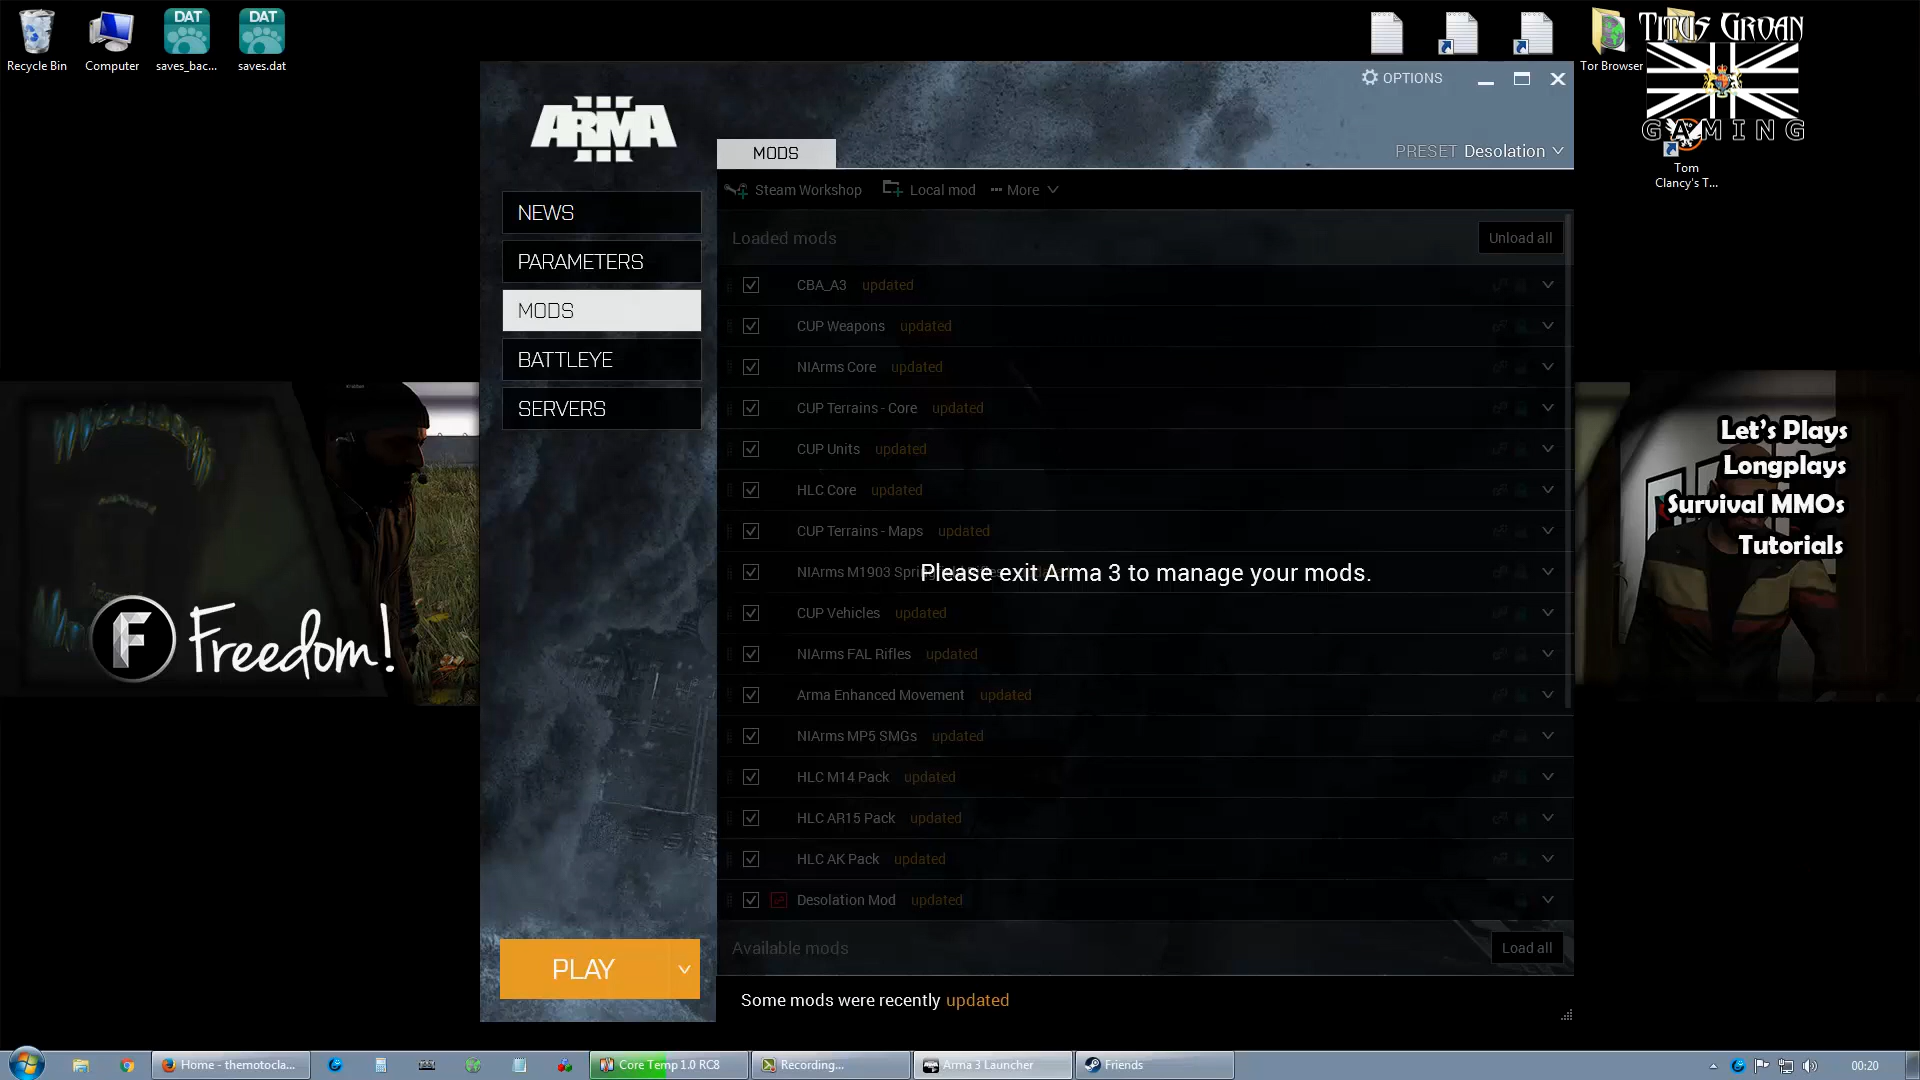 Recycle Bin
Computer
DAT
saves_bac...
DAT
saves.dat
Tor Browser
TITUS GROAN
GAMING
Tom
Clancy's T...
OPTIONS
ARMA
III
MODS
PRESET Desolation
Steam Workshop
Local mod
More
NEWS
PARAMETERS
MODS
BATTLEYE
SERVERS
Loaded mods
Unload all
CBA_A3 updated
CUP Weapons updated
NIArms Core updated
CUP Terrains - Core updated
CUP Units updated
HLC Core updated
CUP Terrains - Maps updated
NIArms M1903
Please exit Arma 3 to manage your mods.
CUP Vehicles updated
NIArms FAL Rifles updated
Arma Enhanced Movement updated
NIArms MP5 SMGs updated
HLC M14 Pack updated
HLC AR15 Pack updated
HLC AK Pack updated
Desolation Mod updated
Available mods
Load all
PLAY
Some mods were recently updated
F Freedom!
Let's Plays
Longplays
Survival MMOs
Tutorials
Home - themotocla...
Core Temp 1.0 RC8
Recording...
Arma 3 Launcher
Friends
00:20